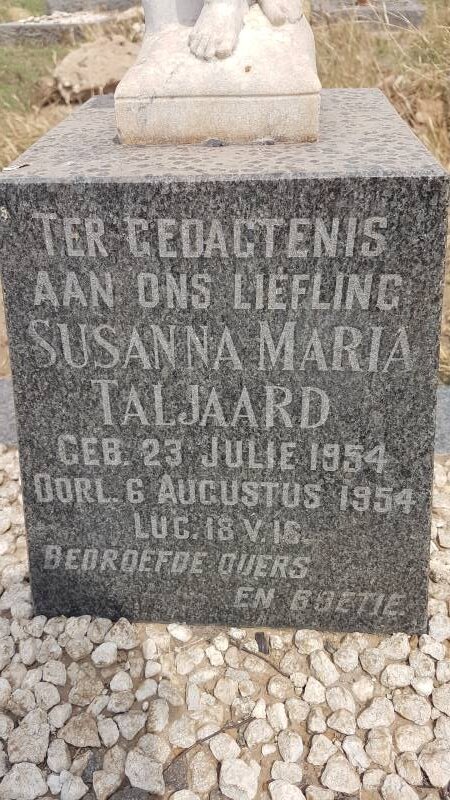 TER GEDAGTENIS
AAN ONS LIEFLING
SUSANNA MARIA
TALJAARD
GEB. 23 JULIE 1954
OORL. 6 AUGUSTUS 1954
LUC. 18 V. 16.
BEDROEFDE OUERS
EN BOETIE.